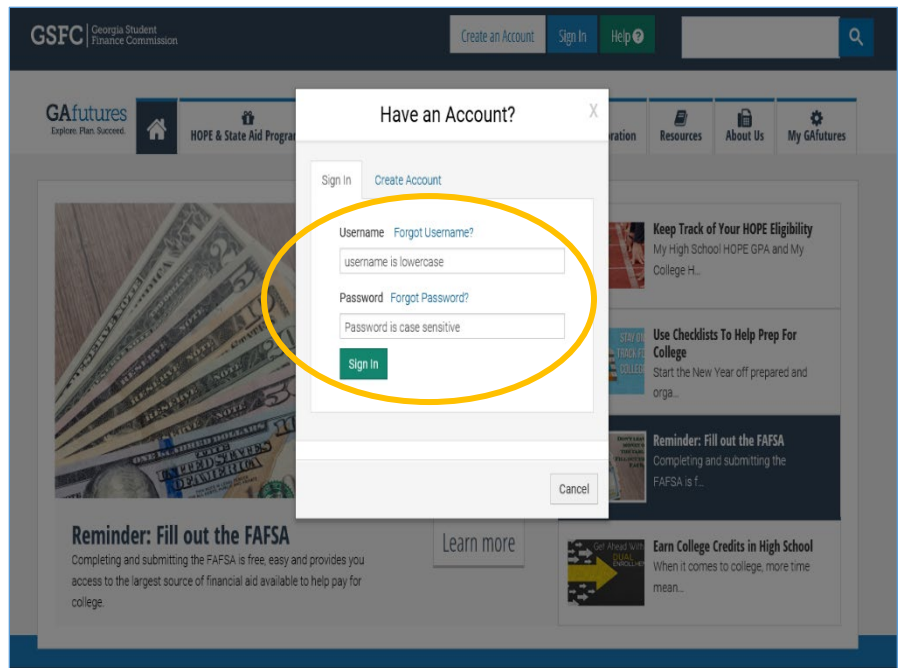 GSFC
Georgia Student
Finance Commission
Create an Account
Sign In
Help
GAfutures
Explore. Plan. Succeed.
HOPE & State Aid Progra
oration
Resources
About Us
My GAfutures
Have an Account?
X
Sign In
Create Account
Username Forgot Username?
username is lowercase
Password Forgot Password?
Password is case sensitive
Sign In
Cancel
Keep Track of Your HOPE Eligibility
My High School HOPE GPA and My
College H...
Use Checklists To Help Prep For
College
Start the New Year off prepared and
orga...
Reminder: Fill out the FAFSA
Completing and submitting the
FAFSA is f...
Get Ahead With
DUAL
Earn College Credits in High School
When it comes to college, more time
mean...
Reminder: Fill out the FAFSA
Completing and submitting the FAFSA is free, easy and provides you
access to the largest source of financial aid available to help pay for
college.
Learn more